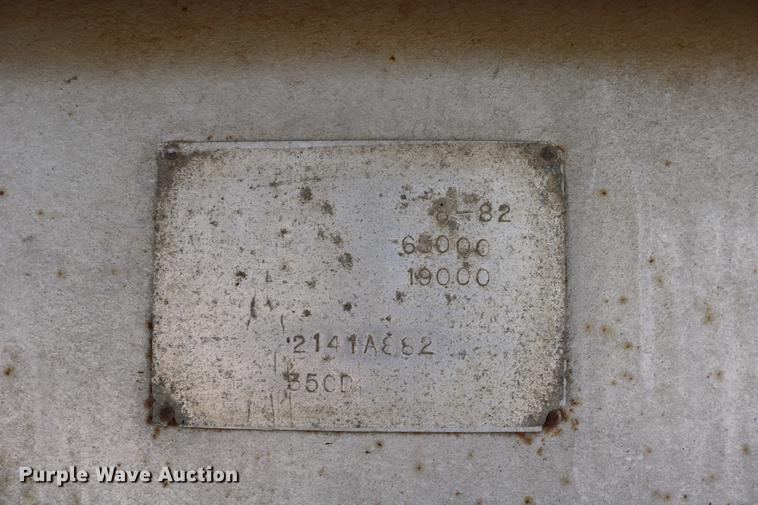 8-82
65000
19000
2141A882
350D
Purple Wave Auction